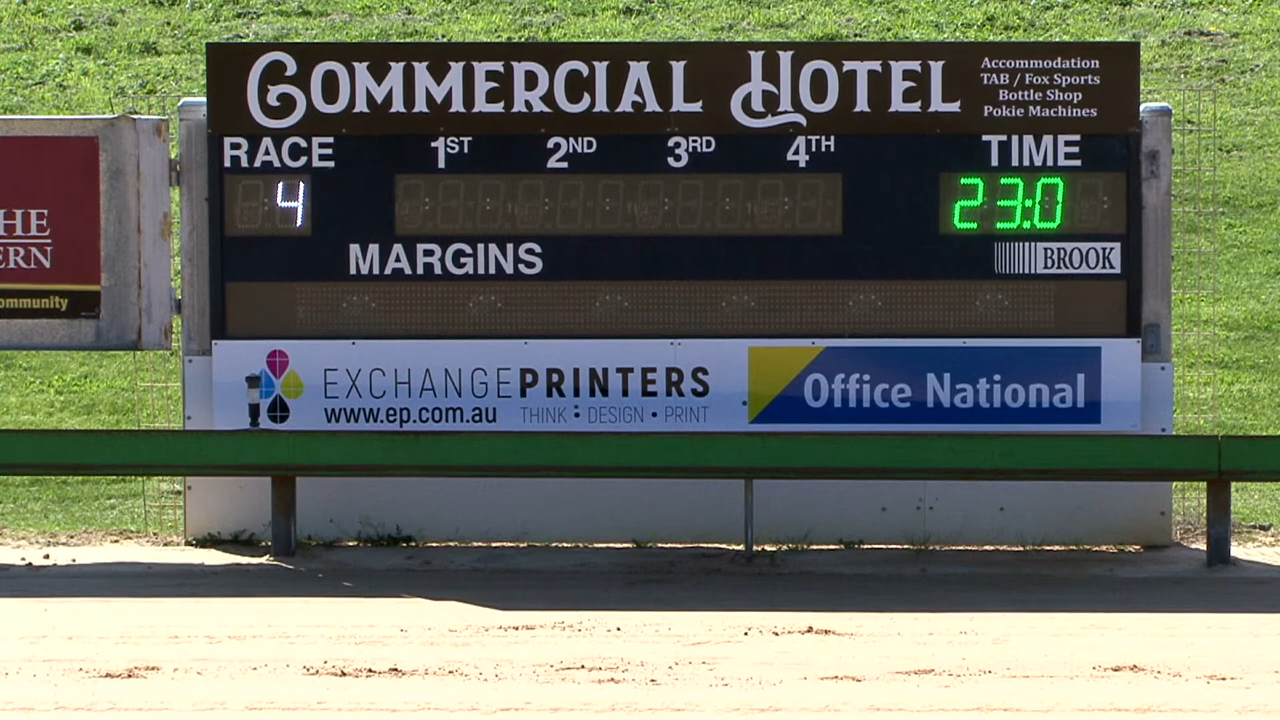 COMMERCIAL HOTEL
Accommodation
TAB / Fox Sports
Bottle Shop
Pokie Machines
RACE 1ST 2ND 3RD 4TH TIME
4 23:0
MARGINS
BROOK
HE
ERN
ommunity
EXCHANGEPRINTERS
www.ep.com.au THINK : DESIGN • PRINT
Office National